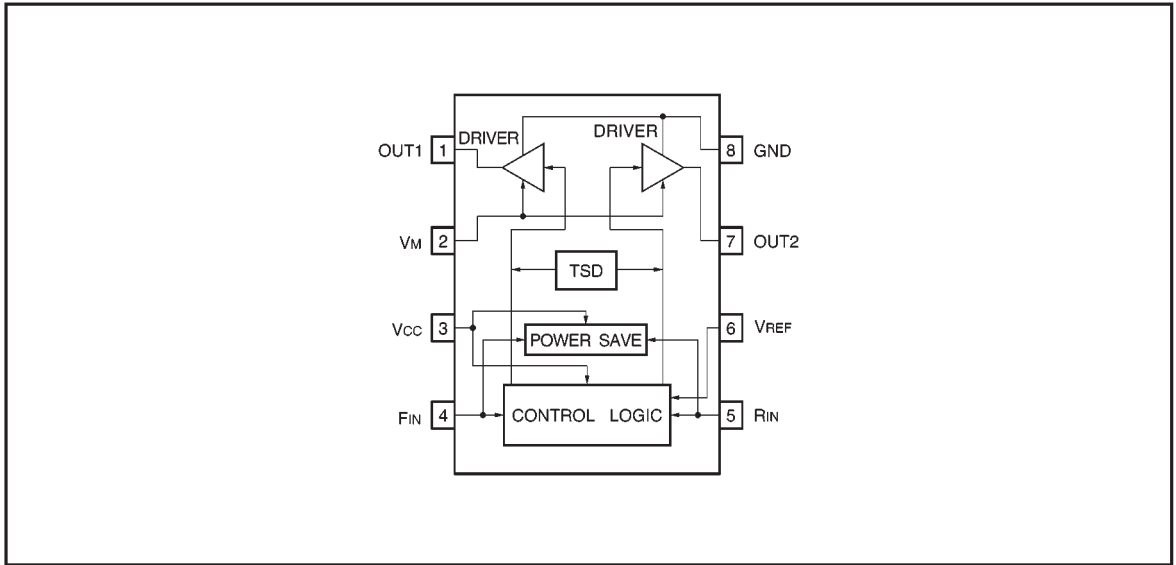 DRIVER
DRIVER
OUT1 1
8 GND
VM 2
7 OUT2
TSD
VCC 3
6 VREF
POWER SAVE
FIN 4
CONTROL LOGIC
5 RIN